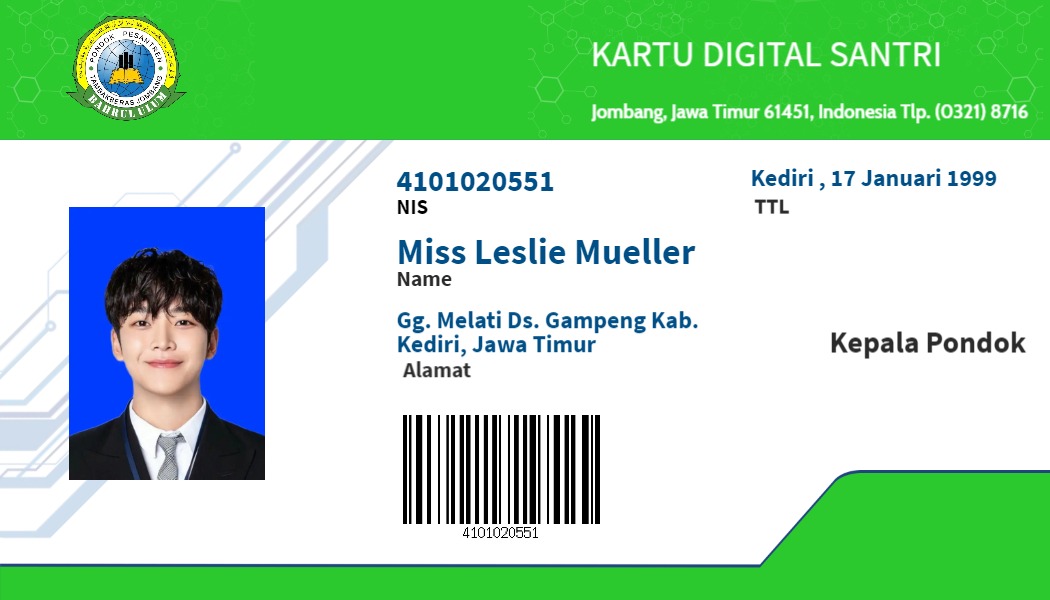 PONDOK PESANTREN
TAMBAKBERAS JOMBANG
BAHRUL ULUM
KARTU DIGITAL SANTRI
Jombang, Jawa Timur 61451, Indonesia Tlp. (0321) 8716
4101020551
NIS
Kediri , 17 Januari 1999
TTL
Miss Leslie Mueller
Name
Gg. Melati Ds. Gampeng Kab.
Kediri, Jawa Timur
Alamat
Kepala Pondok
4101020551